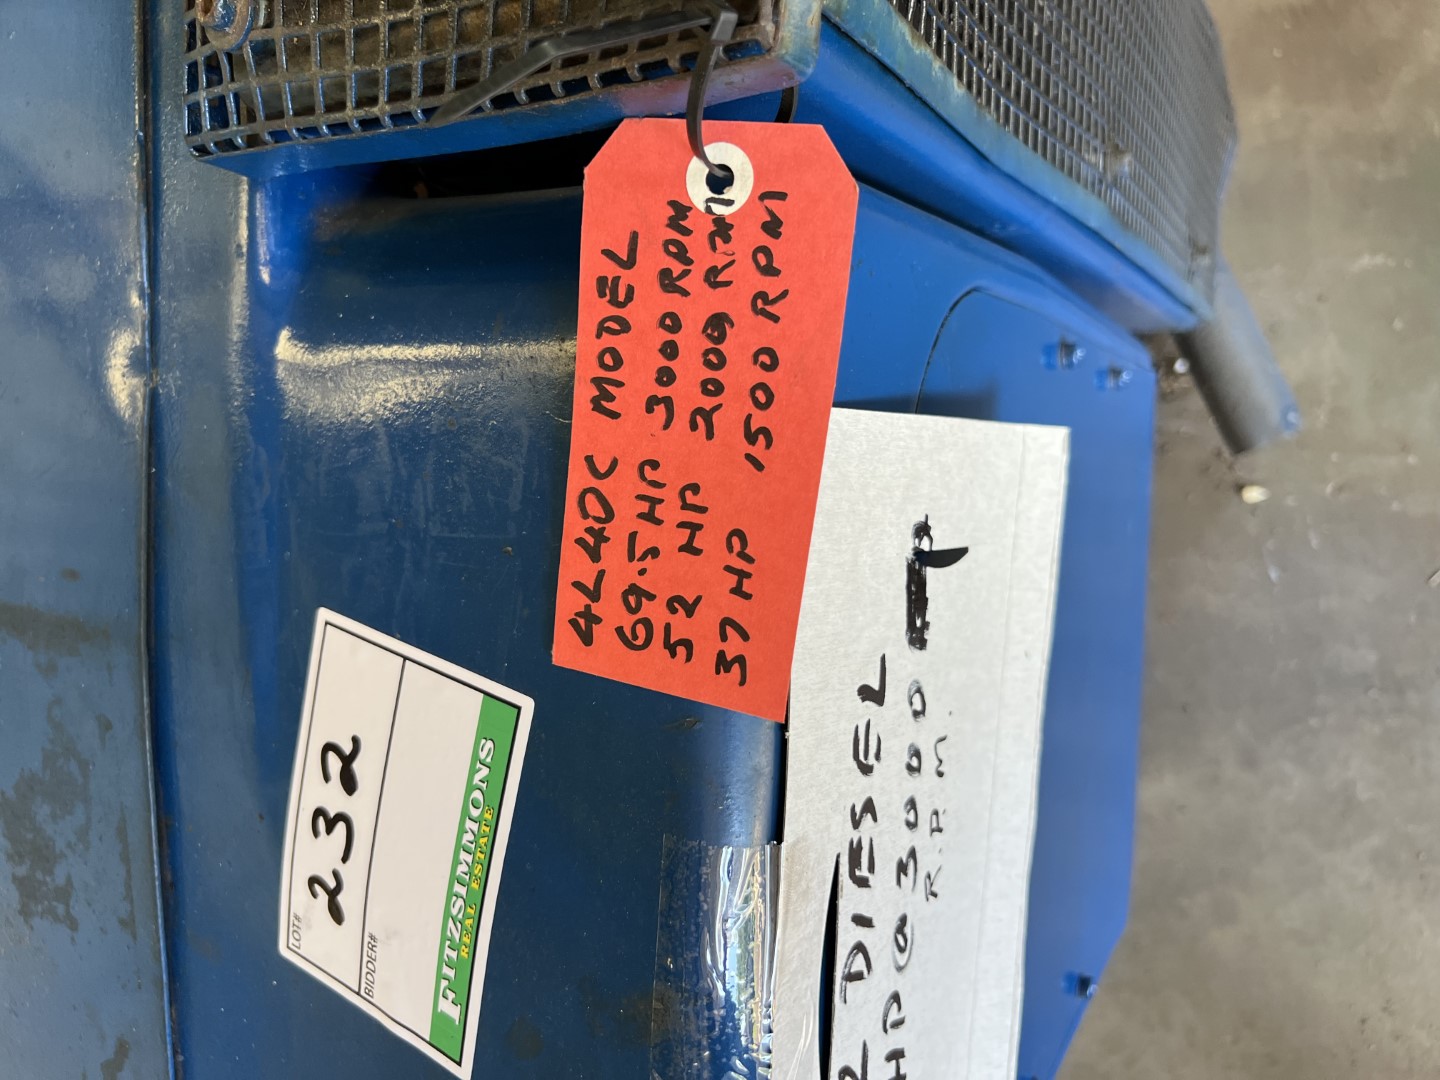 4L40C MODEL
69.5 HP 3000 RPM
52 HP 2000 RPM
37 HP 1500 RPM
LOT#
232
BIDDER#
FITZSIMMONS
REAL ESTATE
2 DIESEL
HP @ 3000
R.P.M.